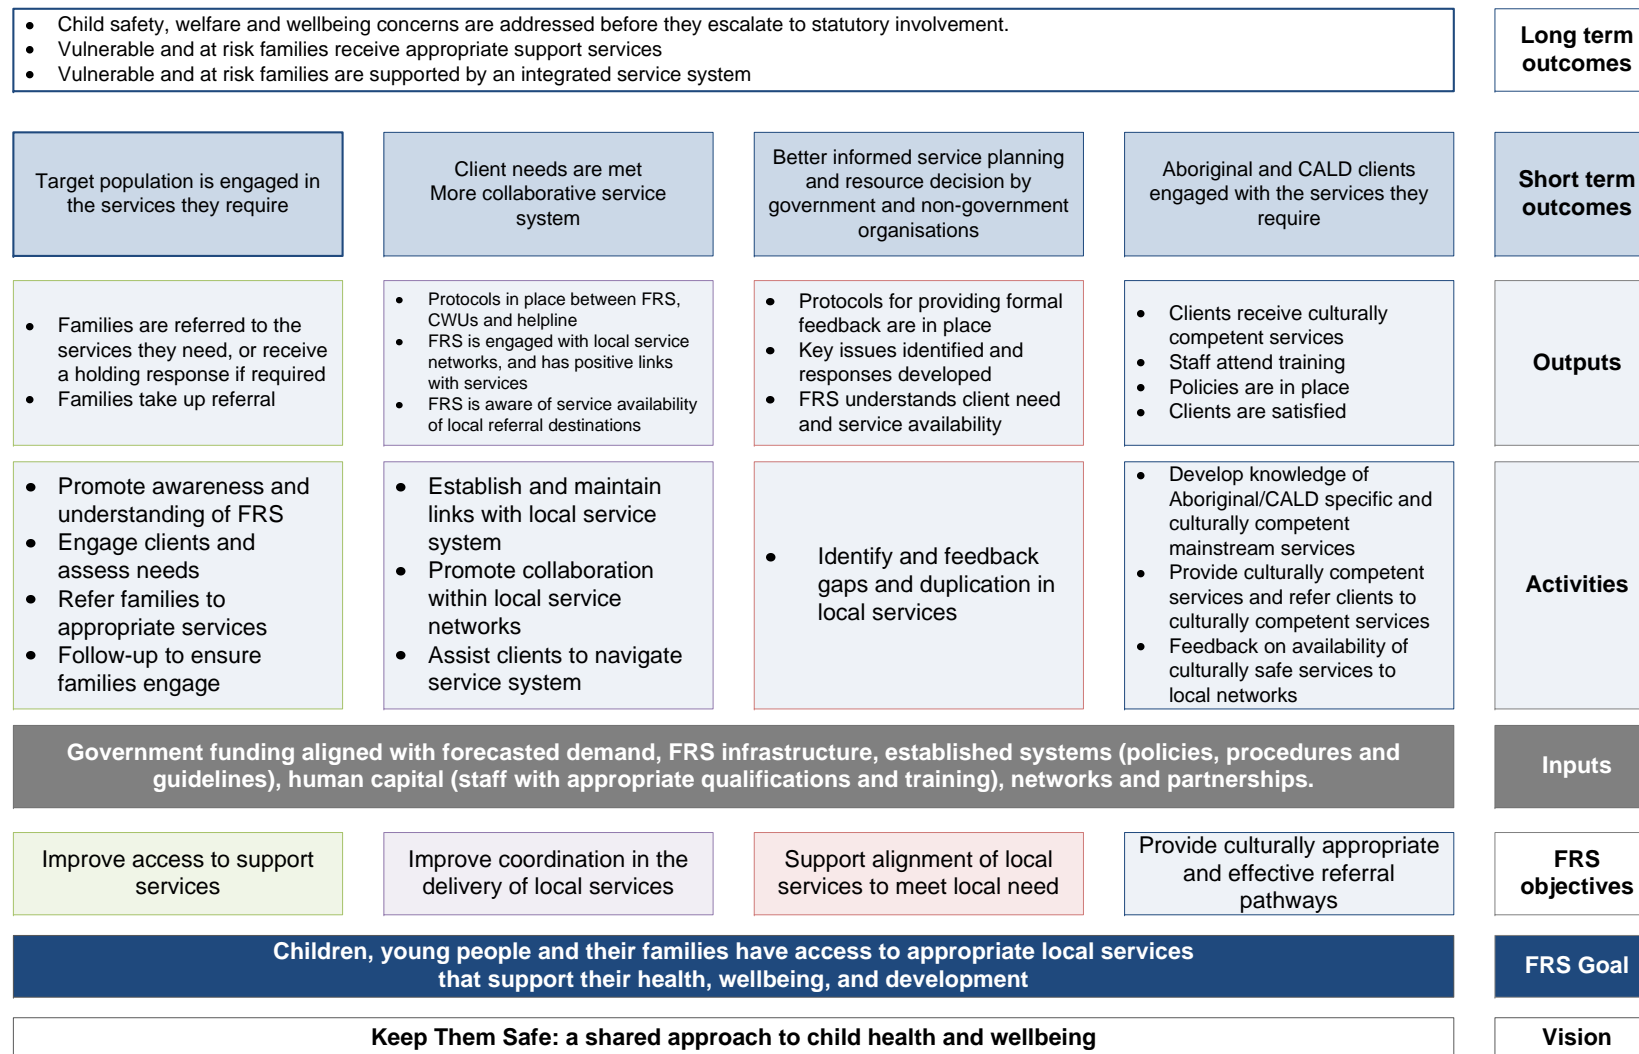 • Child safety, welfare and wellbeing concerns are addressed before they escalate to statutory involvement.
• Vulnerable and at risk families receive appropriate support services
• Vulnerable and at risk families are supported by an integrated service system
Long term
outcomes
Target population is engaged in
the services they require
Client needs are met
More collaborative service
system
Better informed service planning
and resource decision by
government and non-government
organisations
Aboriginal and CALD clients
engaged with the services they
require
Short term
outcomes
• Families are referred to the
services they need, or receive
a holding response if required
• Families take up referral
• Protocols in place between FRS,
CWUs and helpline
• FRS is engaged with local service
networks, and has positive links
with services
• FRS is aware of service availability
of local referral destinations
• Protocols for providing formal
feedback are in place
• Key issues identified and
responses developed
• FRS understands client need
and service availability
• Clients receive culturally
competent services
• Staff attend training
• Policies are in place
• Clients are satisfied
Outputs
• Promote awareness and
understanding of FRS
• Engage clients and
assess needs
• Refer families to
appropriate services
• Follow-up to ensure
families engage
• Establish and maintain
links with local service
system
• Promote collaboration
within local service
networks
• Assist clients to navigate
service system
• Identify and feedback
gaps and duplication in
local services
• Develop knowledge of
Aboriginal/CALD specific and
culturally competent
mainstream services
• Provide culturally competent
services and refer clients to
culturally competent services
• Feedback on availability of
culturally safe services to
local networks
Activities
Government funding aligned with forecasted demand, FRS infrastructure, established systems (policies, procedures and
guidelines), human capital (staff with appropriate qualifications and training), networks and partnerships.
Inputs
Improve access to support
services
Improve coordination in the
delivery of local services
Support alignment of local
services to meet local need
Provide culturally appropriate
and effective referral
pathways
FRS
objectives
Children, young people and their families have access to appropriate local services
that support their health, wellbeing, and development
FRS Goal
Keep Them Safe: a shared approach to child health and wellbeing
Vision